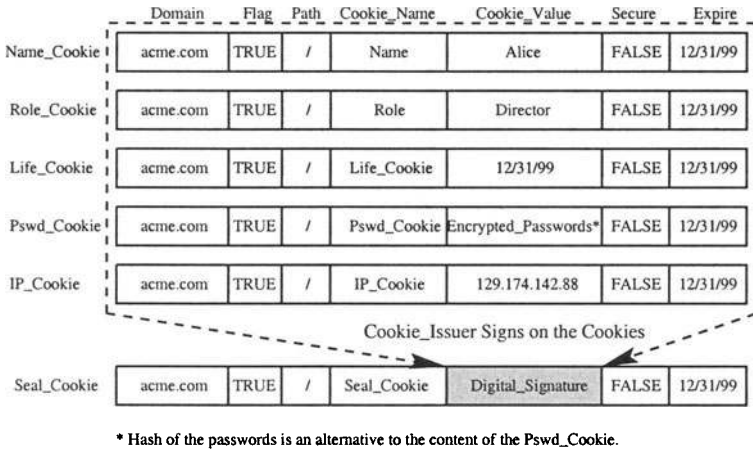 Domain Flag Path Cookie_Name Cookie_Value Secure Expire
Name_Cookie acme.com TRUE / Name Alice FALSE 12/31/99
Role_Cookie acme.com TRUE / Role Director FALSE 12/31/99
Life_Cookie acme.com TRUE / Life_Cookie 12/31/99 FALSE 12/31/99
Pswd_Cookie acme.com TRUE / Pswd_Cookie Encrypted_Passwords* FALSE 12/31/99
IP_Cookie acme.com TRUE / IP_Cookie 129.174.142.88 FALSE 12/31/99
Cookie_Issuer Signs on the Cookies
Seal_Cookie acme.com TRUE / Seal_Cookie Digital_Signature FALSE 12/31/99
* Hash of the passwords is an alternative to the content of the Pswd_Cookie.